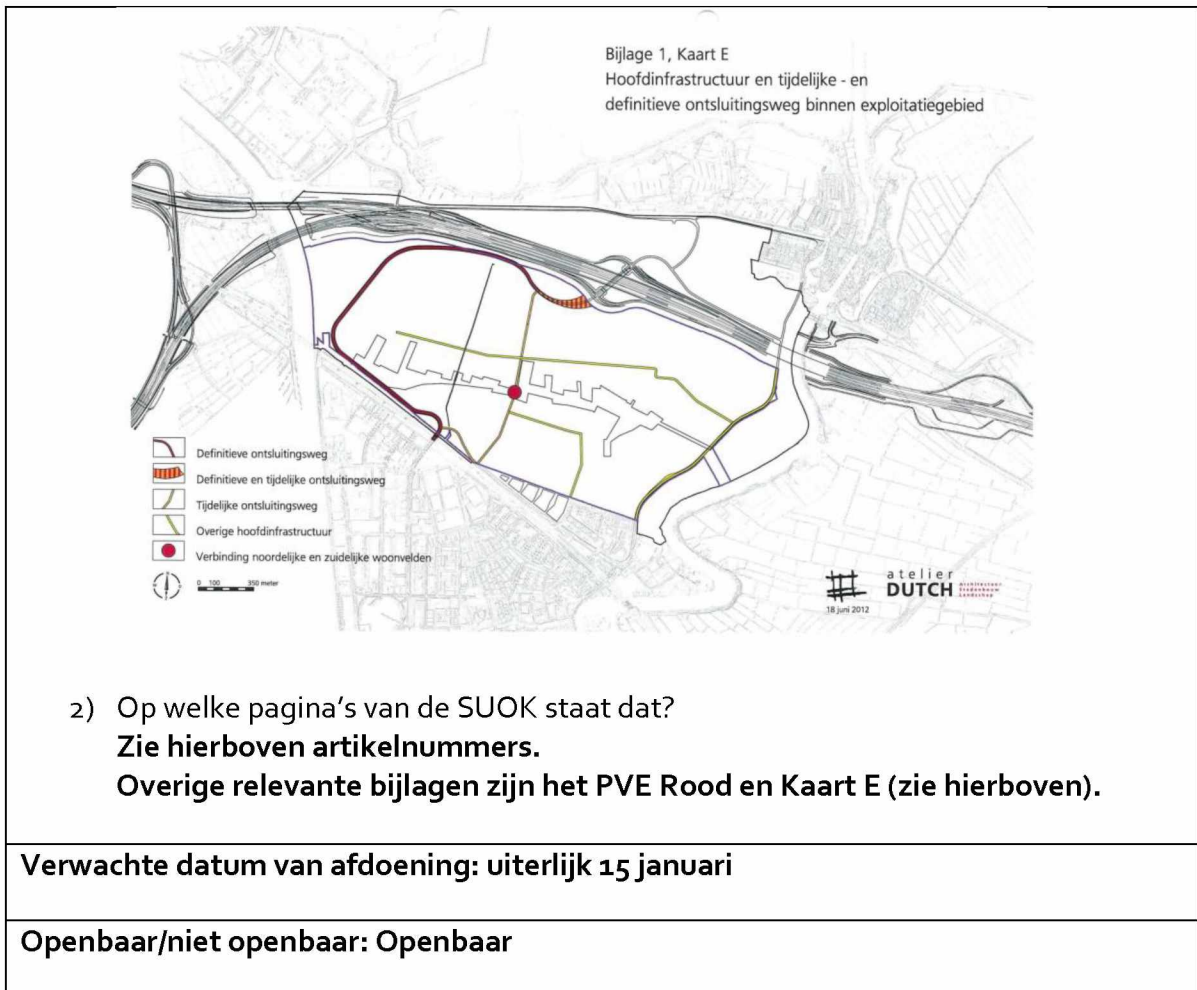 Bijlage 1, Kaart E
Hoofdinfrastructuur en tijdelijke - en
definitieve ontsluitingsweg binnen exploitatiegebied
Definitieve ontsluitingsweg
Definitieve en tijdelijke ontsluitingsweg
Tijdelijke ontsluitingsweg
Overige hoofdinfrastructuur
Verbinding noordelijke en zuidelijke woonvelden
0 100 350 meter
atelier
DUTCH
Architectuur
Stedenbouw
Landschap
18 juni 2012
2) Op welke pagina's van de SUOK staat dat?
Zie hierboven artikelnummers.
Overige relevante bijlagen zijn het PVE Rood en Kaart E (zie hierboven).
Verwachte datum van afdoening: uiterlijk 15 januari
Openbaar/niet openbaar: Openbaar